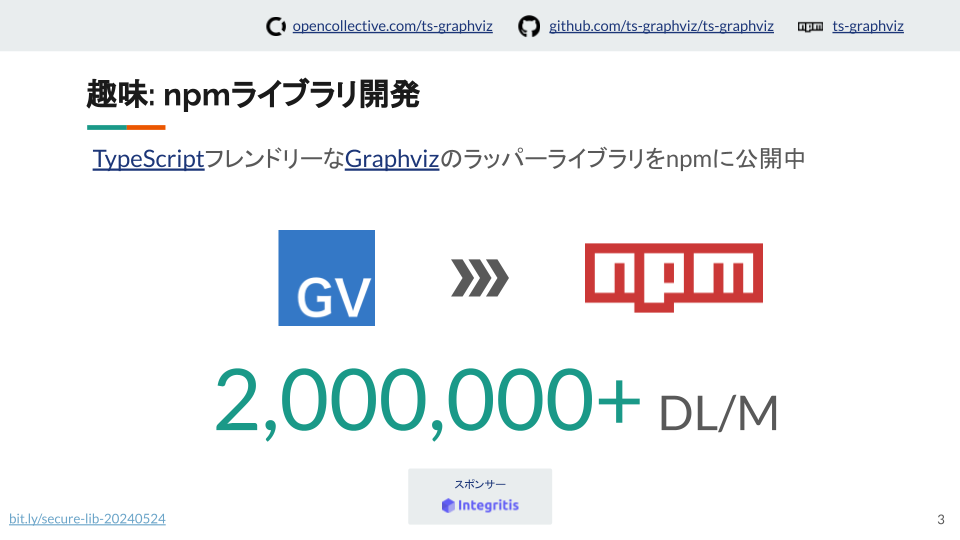 opencollective.com/ts-graphviz github.com/ts-graphviz/ts-graphviz npm ts-graphviz
趣味: npmライブラリ開発
TypeScriptフレンドリーなGraphvizのラッパーライブラリをnpmに公開中
GV npm
2,000,000+ DL/M
スポンサー
Integritis
bit.ly/secure-lib-20240524
3